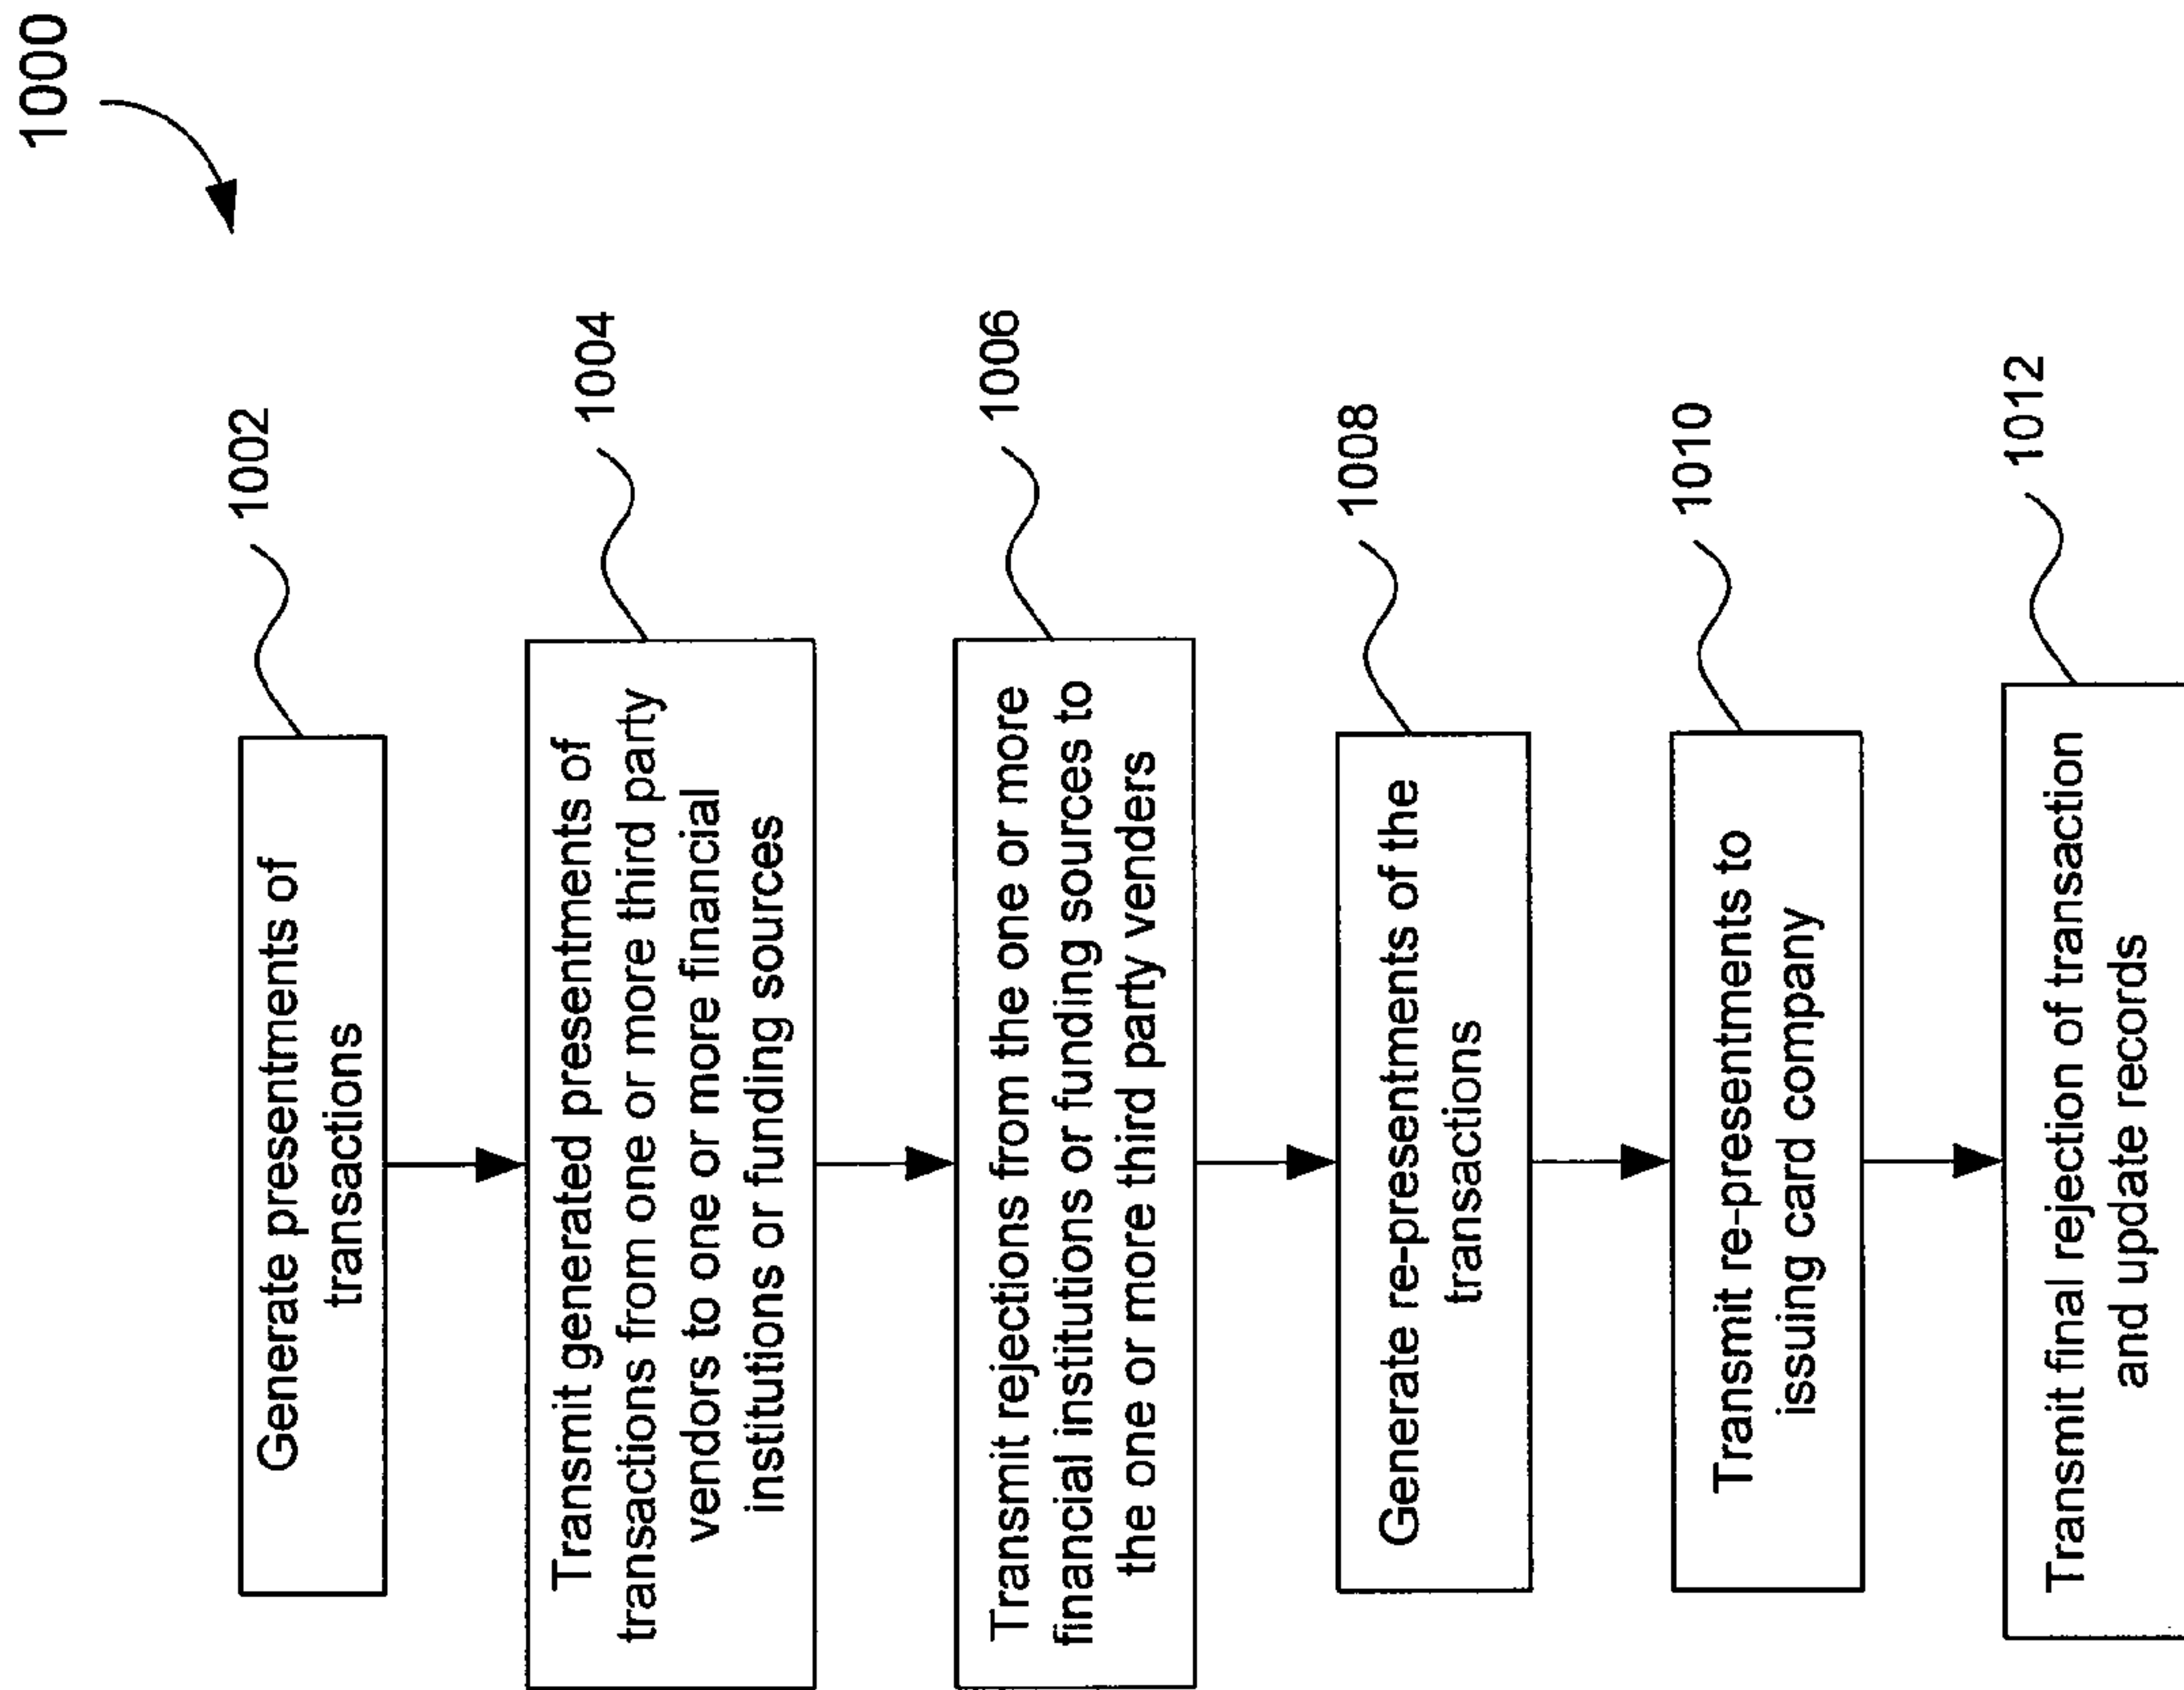 1000
1002
Generate presentments of
transactions
1004
Transmit generated presentments of
transactions from one or more third party
vendors to one or more financial
institutions or funding sources
1006
Transmit rejections from the one or more
financial institutions or funding sources to
the one or more third party venders
1008
Generate re-presentments of the
transactions
1010
Transmit re-presentments to
issuing card company
1012
Transmit final rejection of transaction
and update records